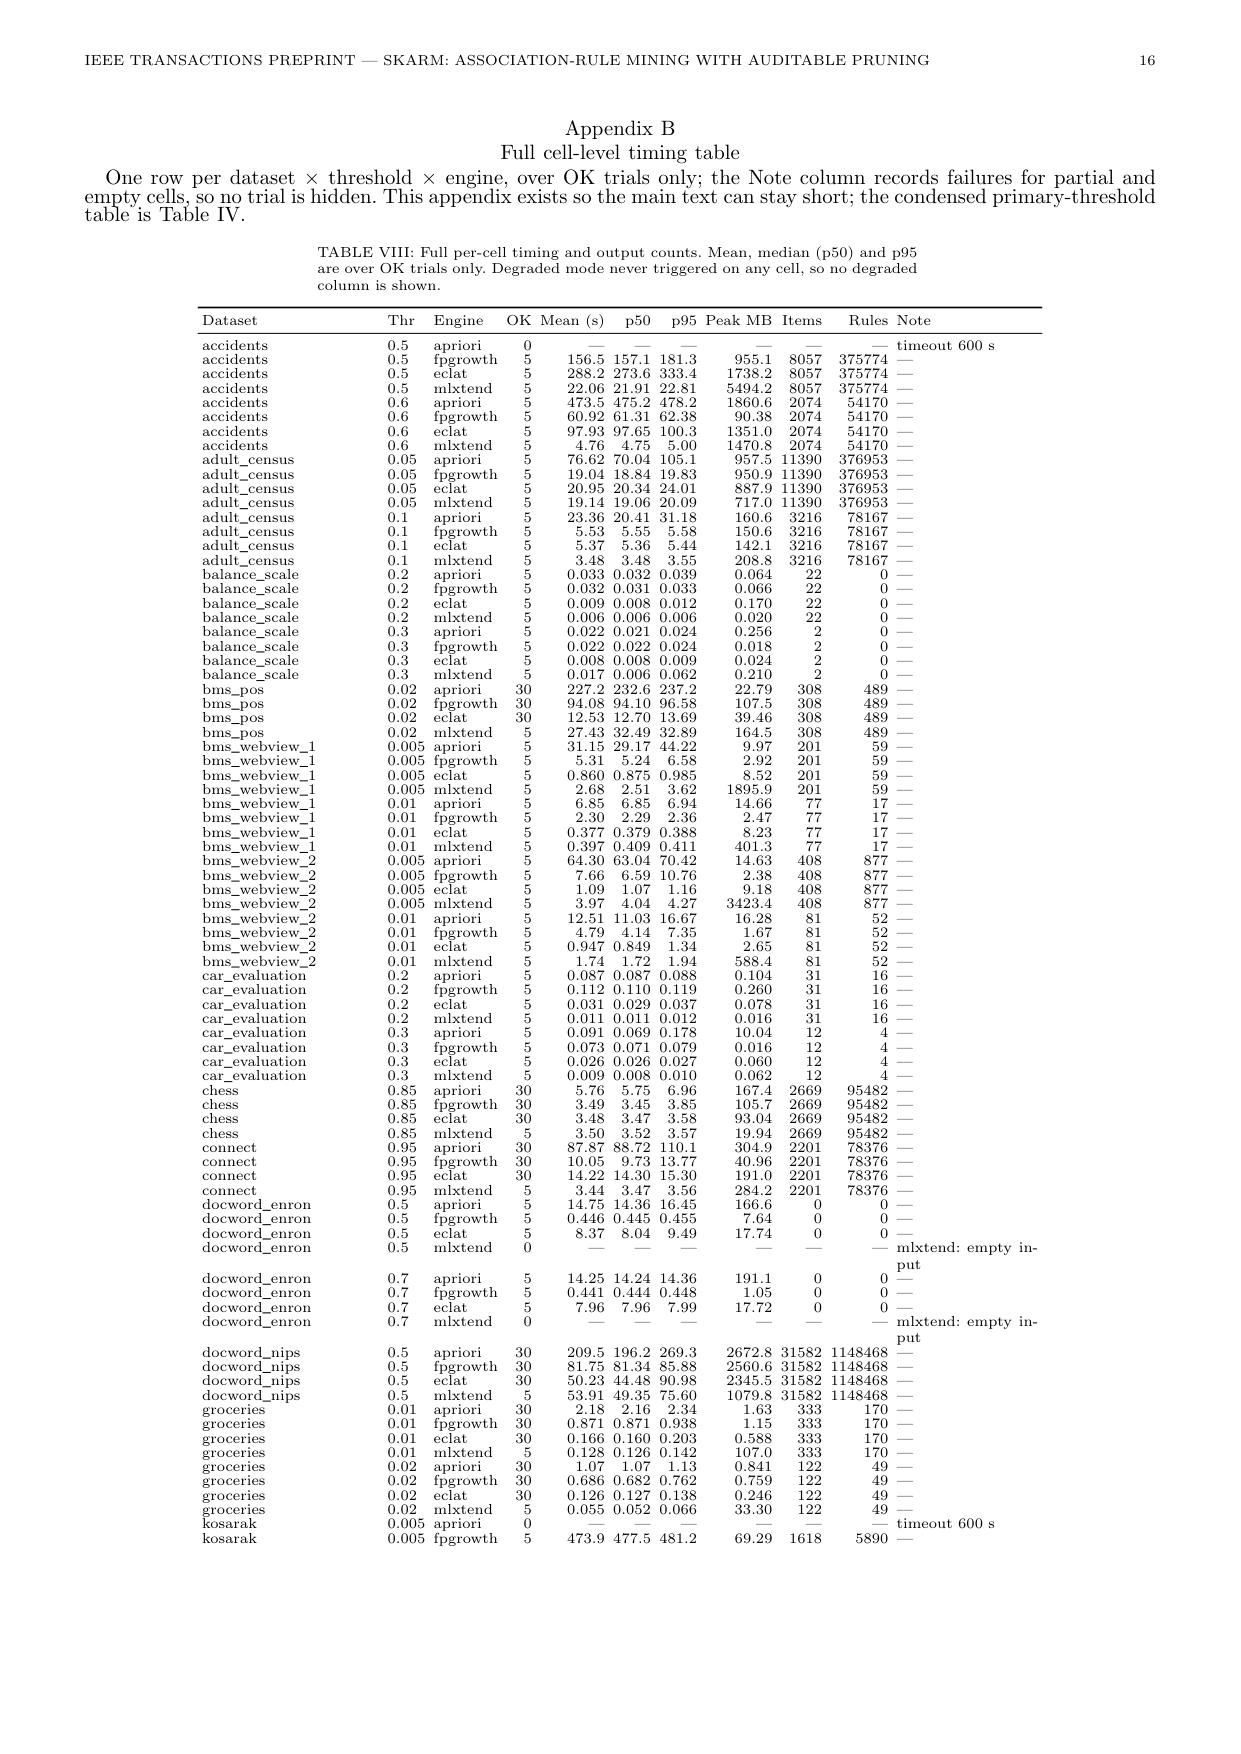 IEEE TRANSACTIONS PREPRINT — SKARM: ASSOCIATION-RULE MINING WITH AUDITABLE PRUNING 16
Appendix B
Full cell-level timing table
One row per dataset × threshold × engine, over OK trials only; the Note column records failures for partial and
empty cells, so no trial is hidden. This appendix exists so the main text can stay short; the condensed primary-threshold
table is Table IV.
TABLE VIII: Full per-cell timing and output counts. Mean, median (p50) and p95
are over OK trials only. Degraded mode never triggered on any cell, so no degraded
column is shown.
Dataset Thr Engine OK Mean (s) p50 p95 Peak MB Items Rules Note
accidents 0.5 apriori 0 — — — — — — timeout 600 s
accidents 0.5 fpgrowth 5 156.5 157.1 181.3 955.1 8057 375774 —
accidents 0.5 eclat 5 288.2 273.6 333.4 1738.2 8057 375774 —
accidents 0.5 mlxtend 5 22.06 21.91 22.81 5494.2 8057 375774 —
accidents 0.6 apriori 5 473.5 475.2 478.2 1860.6 2074 54170 —
accidents 0.6 fpgrowth 5 60.92 61.31 62.38 90.38 2074 54170 —
accidents 0.6 eclat 5 97.93 97.65 100.3 1351.0 2074 54170 —
accidents 0.6 mlxtend 5 4.76 4.75 5.00 1470.8 2074 54170 —
adult_census 0.05 apriori 5 76.62 70.04 105.1 957.5 11390 376953 —
adult_census 0.05 fpgrowth 5 19.04 18.84 19.83 950.9 11390 376953 —
adult_census 0.05 eclat 5 20.95 20.34 24.01 887.9 11390 376953 —
adult_census 0.05 mlxtend 5 19.14 19.06 20.09 717.0 11390 376953 —
adult_census 0.1 apriori 5 23.36 20.41 31.18 160.6 3216 78167 —
adult_census 0.1 fpgrowth 5 5.53 5.55 5.58 150.6 3216 78167 —
adult_census 0.1 eclat 5 5.37 5.36 5.44 142.1 3216 78167 —
adult_census 0.1 mlxtend 5 3.48 3.48 3.55 208.8 3216 78167 —
balance_scale 0.2 apriori 5 0.033 0.032 0.039 0.064 22 0 —
balance_scale 0.2 fpgrowth 5 0.032 0.031 0.033 0.066 22 0 —
balance_scale 0.2 eclat 5 0.009 0.008 0.012 0.170 22 0 —
balance_scale 0.2 mlxtend 5 0.006 0.006 0.006 0.020 22 0 —
balance_scale 0.3 apriori 5 0.022 0.021 0.024 0.256 2 0 —
balance_scale 0.3 fpgrowth 5 0.022 0.022 0.024 0.018 2 0 —
balance_scale 0.3 eclat 5 0.008 0.008 0.009 0.024 2 0 —
balance_scale 0.3 mlxtend 5 0.017 0.006 0.062 0.210 2 0 —
bms_pos 0.02 apriori 30 227.2 232.6 237.2 22.79 308 489 —
bms_pos 0.02 fpgrowth 30 94.08 94.10 96.58 107.5 308 489 —
bms_pos 0.02 eclat 30 12.53 12.70 13.69 39.46 308 489 —
bms_pos 0.02 mlxtend 5 27.43 32.49 32.89 164.5 308 489 —
bms_webview_1 0.005 apriori 5 31.15 29.17 44.22 9.97 201 59 —
bms_webview_1 0.005 fpgrowth 5 5.31 5.24 6.58 2.92 201 59 —
bms_webview_1 0.005 eclat 5 0.860 0.875 0.985 8.52 201 59 —
bms_webview_1 0.005 mlxtend 5 2.68 2.51 3.62 1895.9 201 59 —
bms_webview_1 0.01 apriori 5 6.85 6.85 6.94 14.66 77 17 —
bms_webview_1 0.01 fpgrowth 5 2.30 2.29 2.36 2.47 77 17 —
bms_webview_1 0.01 eclat 5 0.377 0.379 0.388 8.23 77 17 —
bms_webview_1 0.01 mlxtend 5 0.397 0.409 0.411 401.3 77 17 —
bms_webview_2 0.005 apriori 5 64.30 63.04 70.42 14.63 408 877 —
bms_webview_2 0.005 fpgrowth 5 7.66 6.59 10.76 2.38 408 877 —
bms_webview_2 0.005 eclat 5 1.09 1.07 1.16 9.18 408 877 —
bms_webview_2 0.005 mlxtend 5 3.97 4.04 4.27 3423.4 408 877 —
bms_webview_2 0.01 apriori 5 12.51 11.03 16.67 16.28 81 52 —
bms_webview_2 0.01 fpgrowth 5 4.79 4.14 7.35 1.67 81 52 —
bms_webview_2 0.01 eclat 5 0.947 0.849 1.34 2.65 81 52 —
bms_webview_2 0.01 mlxtend 5 1.74 1.72 1.94 588.4 81 52 —
car_evaluation 0.2 apriori 5 0.087 0.087 0.088 0.104 31 16 —
car_evaluation 0.2 fpgrowth 5 0.112 0.110 0.119 0.260 31 16 —
car_evaluation 0.2 eclat 5 0.031 0.029 0.037 0.078 31 16 —
car_evaluation 0.2 mlxtend 5 0.011 0.011 0.012 0.016 31 16 —
car_evaluation 0.3 apriori 5 0.091 0.069 0.178 10.04 12 4 —
car_evaluation 0.3 fpgrowth 5 0.073 0.071 0.079 0.016 12 4 —
car_evaluation 0.3 eclat 5 0.026 0.026 0.027 0.060 12 4 —
car_evaluation 0.3 mlxtend 5 0.009 0.008 0.010 0.062 12 4 —
chess 0.85 apriori 30 5.76 5.75 6.96 167.4 2669 95482 —
chess 0.85 fpgrowth 30 3.49 3.45 3.85 105.7 2669 95482 —
chess 0.85 eclat 30 3.48 3.47 3.58 93.04 2669 95482 —
chess 0.85 mlxtend 5 3.50 3.52 3.57 19.94 2669 95482 —
connect 0.95 apriori 30 87.87 88.72 110.1 304.9 2201 78376 —
connect 0.95 fpgrowth 30 10.05 9.73 13.77 40.96 2201 78376 —
connect 0.95 eclat 30 14.22 14.30 15.30 191.0 2201 78376 —
connect 0.95 mlxtend 5 3.44 3.47 3.56 284.2 2201 78376 —
docword_enron 0.5 apriori 5 14.75 14.36 16.45 166.6 0 0 —
docword_enron 0.5 fpgrowth 5 0.446 0.445 0.455 7.64 0 0 —
docword_enron 0.5 eclat 5 8.37 8.04 9.49 17.74 0 0 —
docword_enron 0.5 mlxtend 0 — — — — — — mlxtend: empty in-
put
docword_enron 0.7 apriori 5 14.25 14.24 14.36 191.1 0 0 —
docword_enron 0.7 fpgrowth 5 0.441 0.444 0.448 1.05 0 0 —
docword_enron 0.7 eclat 5 7.96 7.96 7.99 17.72 0 0 —
docword_enron 0.7 mlxtend 0 — — — — — — mlxtend: empty in-
put
docword_nips 0.5 apriori 30 209.5 196.2 269.3 2672.8 31582 1148468 —
docword_nips 0.5 fpgrowth 30 81.75 81.34 85.88 2560.6 31582 1148468 —
docword_nips 0.5 eclat 30 50.23 44.48 90.98 2345.5 31582 1148468 —
docword_nips 0.5 mlxtend 5 53.91 49.35 75.60 1079.8 31582 1148468 —
groceries 0.01 apriori 30 2.18 2.16 2.34 1.63 333 170 —
groceries 0.01 fpgrowth 30 0.871 0.871 0.938 1.15 333 170 —
groceries 0.01 eclat 30 0.166 0.160 0.203 0.588 333 170 —
groceries 0.01 mlxtend 5 0.128 0.126 0.142 107.0 333 170 —
groceries 0.02 apriori 30 1.07 1.07 1.13 0.841 122 49 —
groceries 0.02 fpgrowth 30 0.686 0.682 0.762 0.759 122 49 —
groceries 0.02 eclat 30 0.126 0.127 0.138 0.246 122 49 —
groceries 0.02 mlxtend 5 0.055 0.052 0.066 33.30 122 49 —
kosarak 0.005 apriori 0 — — — — — — timeout 600 s
kosarak 0.005 fpgrowth 5 473.9 477.5 481.2 69.29 1618 5890 —